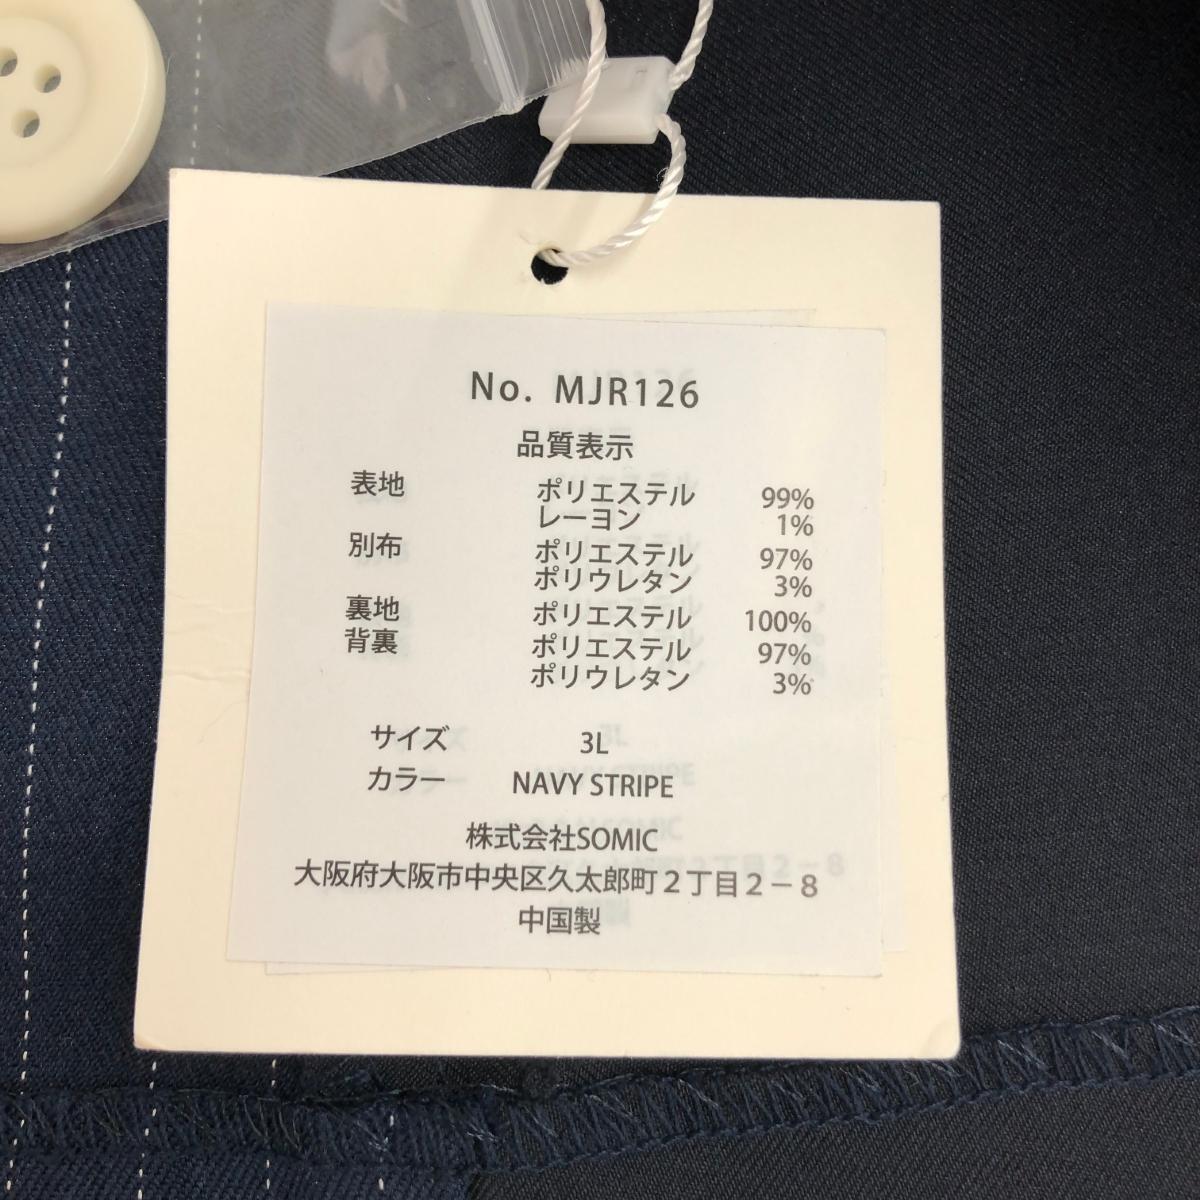 No. MJR126
品質表示
表地 ポリエステル 99%
レーヨン 1%
別布 ポリエステル 97%
ポリウレタン 3%
裏地 ポリエステル 100%
背裏 ポリエステル 97%
ポリウレタン 3%
サイズ 3L
カラー NAVY STRIPE
株式会社SOMIC
大阪府大阪市中央区久太郎町2丁目2－8
中国製